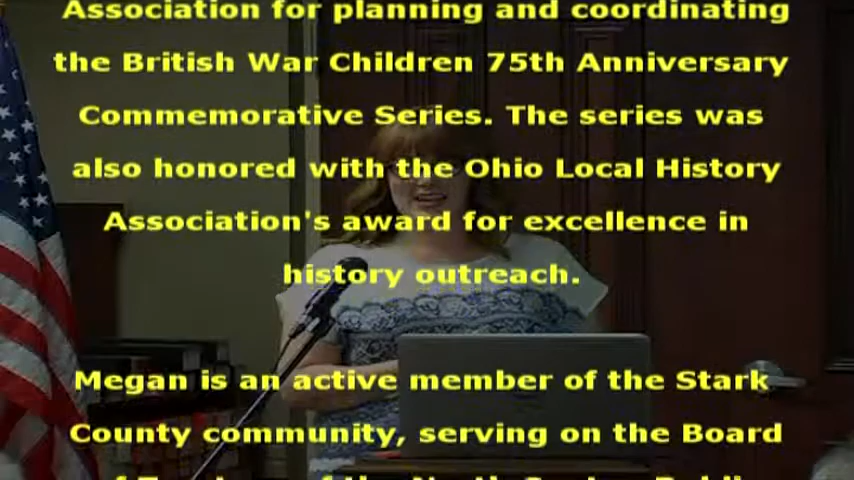 Association for planning and coordinating
the British War Children 75th Anniversary
Commemorative Series. The series was
also honored with the Ohio Local History
Association's award for excellence in
history outreach.
Megan is an active member of the Stark
County community, serving on the Board